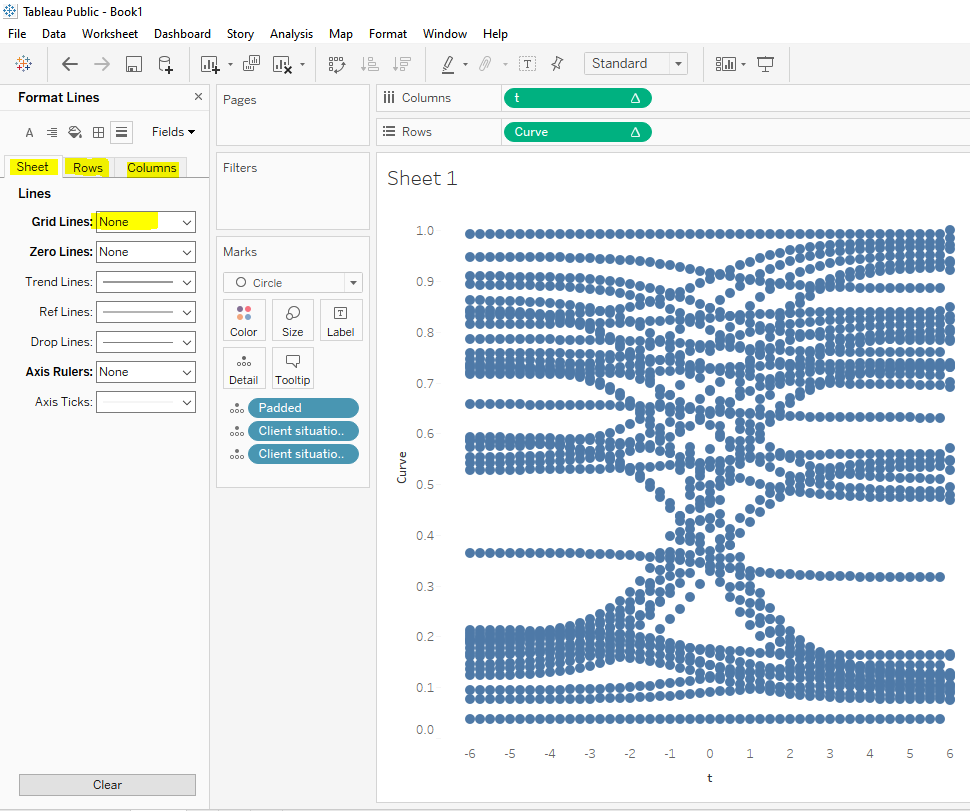 Tableau Public - Book1
File Data Worksheet Dashboard Story Analysis Map Format Window Help
Standard
Format Lines
A Fields
Sheet Rows Columns
Lines
Grid Lines: None
Zero Lines: None
Trend Lines:
Ref Lines:
Drop Lines:
Axis Rulers: None
Axis Ticks:
Clear
Pages
Filters
Marks
Circle
Color Size Label
Detail Tooltip
Padded
Client situatio..
Client situatio..
Columns t
Rows Curve
Sheet 1
1.0
0.9
0.8
0.7
0.6
0.5
0.4
0.3
0.2
0.1
0.0
Curve
-6 -5 -4 -3 -2 -1 0 1 2 3 4 5 6
t